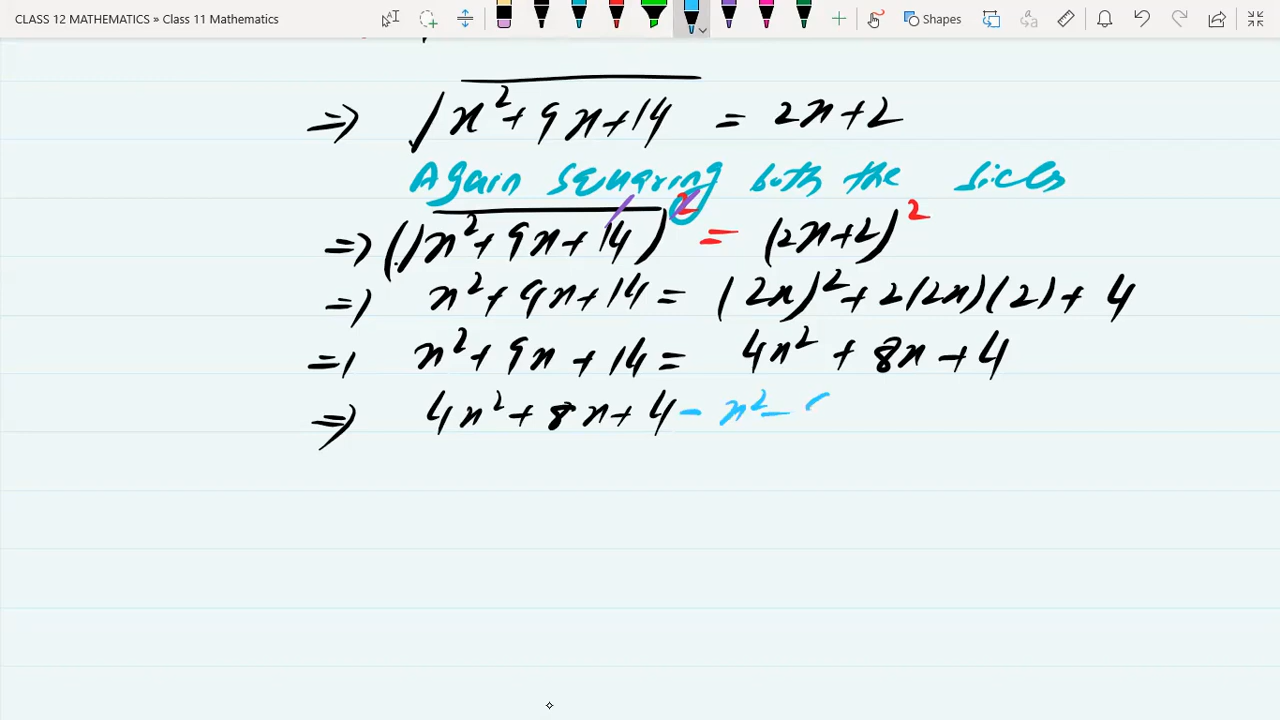 CLASS 12 MATHEMATICS » Class 11 Mathematics
Shapes
=> √x²+9x+14 = 2x+2
Again squaring both the sides
=> (√x²+9x+14)² = (2x+2)²
=> x²+9x+14 = (2x)²+2(2x)(2)+4
=> x²+9x+14 = 4x²+8x+4
=> 4x²+8x+4-x²-